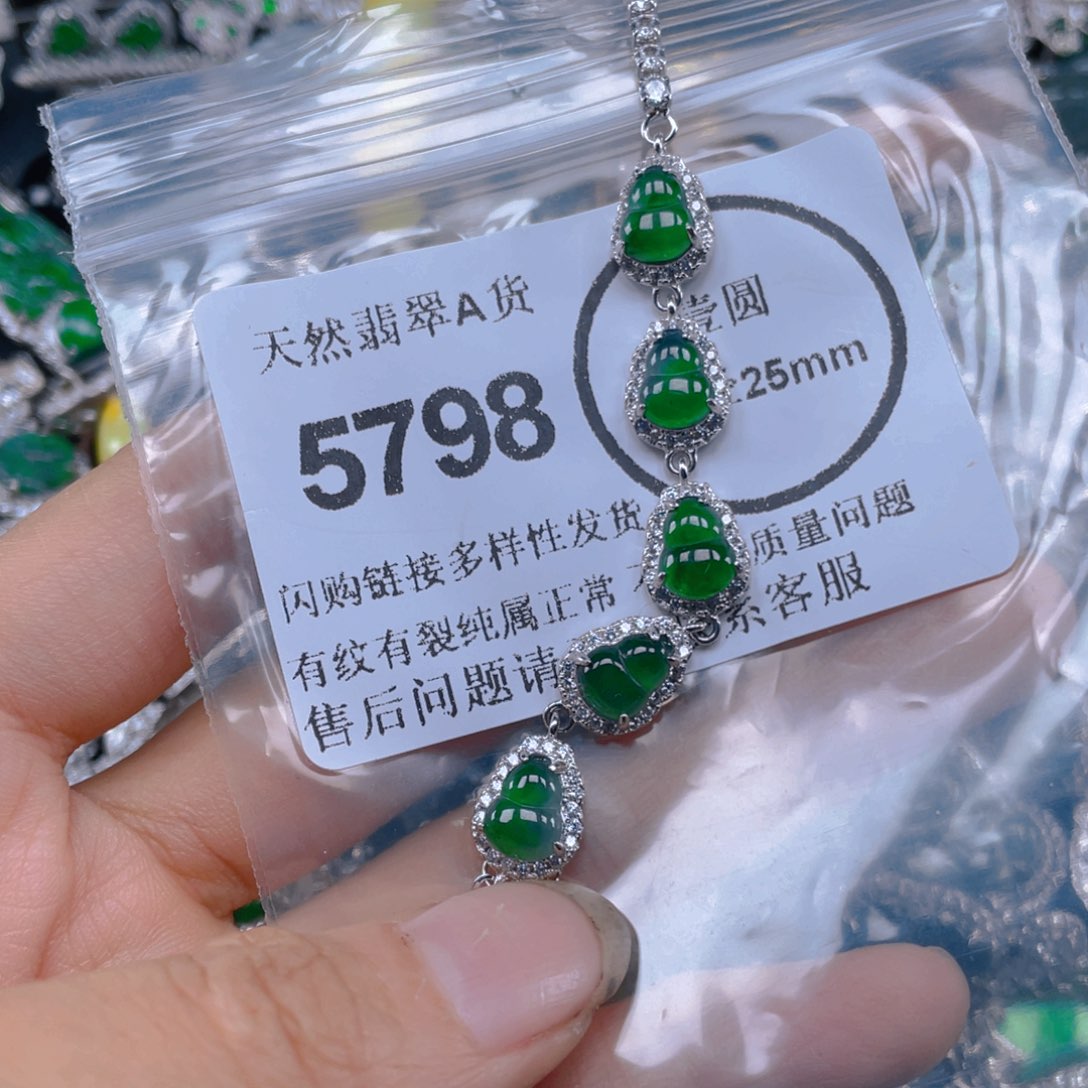 天然翡翠A货
5798
壹圆
25mm
闪购链接多样性发货
有纹有裂纯属正常 质量问题
售后问题请 系客服